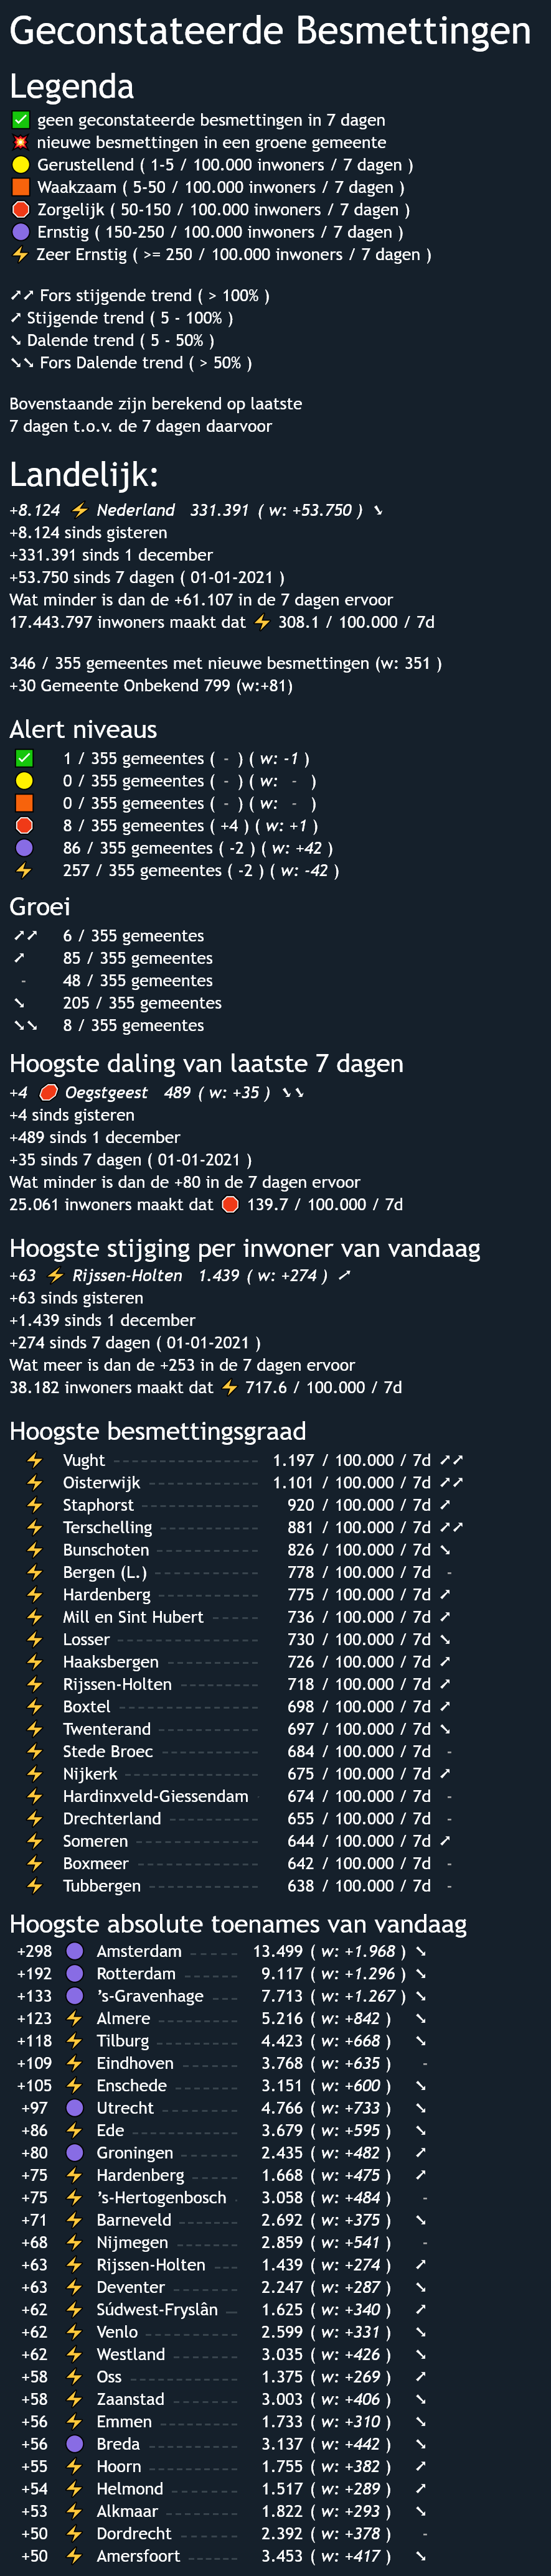 Geconstateerde Besmettingen
Legenda
✅ geen geconstateerde besmettingen in 7 dagen
💥 nieuwe besmettingen in een groene gemeente
🟡 Gerustellend ( 1-5 / 100.000 inwoners / 7 dagen )
🟧 Waakzaam ( 5-50 / 100.000 inwoners / 7 dagen )
🛑 Zorgelijk ( 50-150 / 100.000 inwoners / 7 dagen )
🟣 Ernstig ( 150-250 / 100.000 inwoners / 7 dagen )
⚡ Zeer Ernstig ( >= 250 / 100.000 inwoners / 7 dagen )
➚➚ Fors stijgende trend ( > 100% )
➚ Stijgende trend ( 5 - 100% )
➘ Dalende trend ( 5 - 50% )
➘➘ Fors Dalende trend ( > 50% )
Bovenstaande zijn berekend op laatste
7 dagen t.o.v. de 7 dagen daarvoor
Landelijk:
+8.124 ⚡ Nederland 331.391 ( w: +53.750 ) ➘
+8.124 sinds gisteren
+331.391 sinds 1 december
+53.750 sinds 7 dagen ( 01-01-2021 )
Wat minder is dan de +61.107 in de 7 dagen ervoor
17.443.797 inwoners maakt dat ⚡ 308.1 / 100.000 / 7d
346 / 355 gemeentes met nieuwe besmettingen (w: 351 )
+30 Gemeente Onbekend 799 (w:+81)
Alert niveaus
✅ 1 / 355 gemeentes ( - ) ( w: -1 )
🟡 0 / 355 gemeentes ( - ) ( w: - )
🟧 0 / 355 gemeentes ( - ) ( w: - )
🛑 8 / 355 gemeentes ( +4 ) ( w: +1 )
🟣 86 / 355 gemeentes ( -2 ) ( w: +42 )
⚡ 257 / 355 gemeentes ( -2 ) ( w: -42 )
Groei
➚➚ 6 / 355 gemeentes
➚ 85 / 355 gemeentes
- 48 / 355 gemeentes
➘ 205 / 355 gemeentes
➘➘ 8 / 355 gemeentes
Hoogste daling van laatste 7 dagen
+4 🛑 Oegstgeest 489 ( w: +35 ) ➘➘
+4 sinds gisteren
+489 sinds 1 december
+35 sinds 7 dagen ( 01-01-2021 )
Wat minder is dan de +80 in de 7 dagen ervoor
25.061 inwoners maakt dat 🛑 139.7 / 100.000 / 7d
Hoogste stijging per inwoner van vandaag
+63 ⚡ Rijssen-Holten 1.439 ( w: +274 ) ➚
+63 sinds gisteren
+1.439 sinds 1 december
+274 sinds 7 dagen ( 01-01-2021 )
Wat meer is dan de +253 in de 7 dagen ervoor
38.182 inwoners maakt dat ⚡ 717.6 / 100.000 / 7d
Hoogste besmettingsgraad
⚡ Vught 1.197 / 100.000 / 7d ➚➚
⚡ Oisterwijk 1.101 / 100.000 / 7d ➚➚
⚡ Staphorst 920 / 100.000 / 7d ➚
⚡ Terschelling 881 / 100.000 / 7d ➚➚
⚡ Bunschoten 826 / 100.000 / 7d ➘
⚡ Bergen (L.) 778 / 100.000 / 7d -
⚡ Hardenberg 775 / 100.000 / 7d ➚
⚡ Mill en Sint Hubert 736 / 100.000 / 7d ➚
⚡ Losser 730 / 100.000 / 7d ➘
⚡ Haaksbergen 726 / 100.000 / 7d ➚
⚡ Rijssen-Holten 718 / 100.000 / 7d ➚
⚡ Boxtel 698 / 100.000 / 7d ➚
⚡ Twenterand 697 / 100.000 / 7d ➘
⚡ Stede Broec 684 / 100.000 / 7d -
⚡ Nijkerk 675 / 100.000 / 7d ➚
⚡ Hardinxveld-Giessendam 674 / 100.000 / 7d -
⚡ Drechterland 655 / 100.000 / 7d -
⚡ Someren 644 / 100.000 / 7d ➚
⚡ Boxmeer 642 / 100.000 / 7d -
⚡ Tubbergen 638 / 100.000 / 7d -
Hoogste absolute toenames van vandaag
+298 🟣 Amsterdam 13.499 ( w: +1.968 ) ➘
+192 🟣 Rotterdam 9.117 ( w: +1.296 ) ➘
+133 🟣 's-Gravenhage 7.713 ( w: +1.267 ) ➘
+123 ⚡ Almere 5.216 ( w: +842 ) ➘
+118 ⚡ Tilburg 4.423 ( w: +668 ) ➘
+109 ⚡ Eindhoven 3.768 ( w: +635 ) -
+105 ⚡ Enschede 3.151 ( w: +600 ) ➘
+97 🟣 Utrecht 4.766 ( w: +733 ) ➘
+86 ⚡ Ede 3.679 ( w: +595 ) ➘
+80 🟣 Groningen 2.435 ( w: +482 ) ➚
+75 ⚡ Hardenberg 1.668 ( w: +475 ) ➚
+75 ⚡ 's-Hertogenbosch 3.058 ( w: +484 ) -
+71 ⚡ Barneveld 2.692 ( w: +375 ) ➘
+68 ⚡ Nijmegen 2.859 ( w: +541 ) -
+63 ⚡ Rijssen-Holten 1.439 ( w: +274 ) ➚
+63 ⚡ Deventer 2.247 ( w: +287 ) ➘
+62 ⚡ Súdwest-Fryslân 1.625 ( w: +340 ) ➚
+62 ⚡ Venlo 2.599 ( w: +331 ) ➘
+62 ⚡ Westland 3.035 ( w: +426 ) ➘
+58 ⚡ Oss 1.375 ( w: +269 ) ➚
+58 ⚡ Zaanstad 3.003 ( w: +406 ) ➘
+56 ⚡ Emmen 1.733 ( w: +310 ) ➘
+56 🟣 Breda 3.137 ( w: +442 ) ➘
+55 ⚡ Hoorn 1.755 ( w: +382 ) ➚
+54 ⚡ Helmond 1.517 ( w: +289 ) ➚
+53 ⚡ Alkmaar 1.822 ( w: +293 ) ➘
+50 ⚡ Dordrecht 2.392 ( w: +378 ) -
+50 ⚡ Amersfoort 3.453 ( w: +417 ) ➘